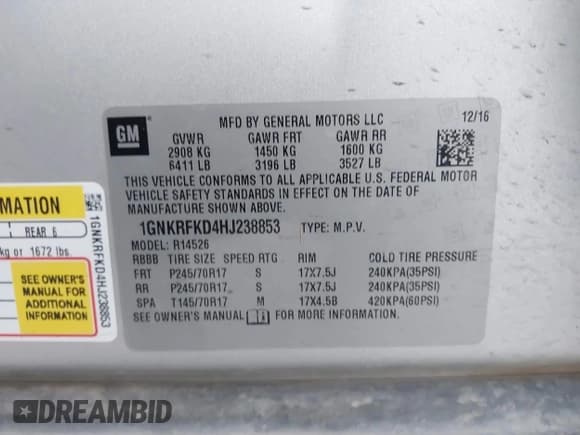 GM ®
MFD BY GENERAL MOTORS LLC 12/16
GVWR GAWR FRT GAWR RR
2908 KG 1450 KG 1600 KG
6411 LB 3196 LB 3527 LB
THIS VEHICLE CONFORMS TO ALL APPLICABLE U.S. FEDERAL MOTOR
VEHICLE SAFETY STANDARDS IN EFFECT ON THE DATE OF
MANUFACTURE SHOWN ABOVE.
1GNKRFKD4HJ238853 TYPE: M.P.V.
MODEL: R14526
RBBB TIRE SIZE SPEED RTG RIM COLD TIRE PRESSURE
FRT P245/70R17 S 17X7.5J 240KPA(35PSI)
RR P245/70R17 S 17X7.5J 240KPA(35PSI)
SPA T145/70R17 M 17X4.5B 420KPA(60PSI)
SEE OWNER'S MANUAL FOR MORE INFORMATION.
MATION
REAR 6
kg or 1672 lbs.
SEE OWNER'S
MANUAL FOR
ADDITIONAL
INFORMATION
1GNKRFKD4HJ238853
DREAMBID